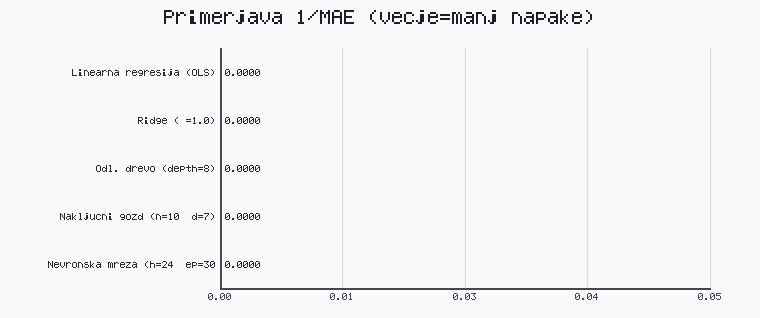 Primerjava 1/MAE (vecje=manj napake)
Linearna regresija (OLS) 0.0000
Ridge ( =1.0) 0.0000
Odl. drevo (depth=8) 0.0000
Nakljucni gozd (n=10  d=7) 0.0000
Nevronska mreza (h=24  ep=30 0.0000
0.00 0.01 0.03 0.04 0.05